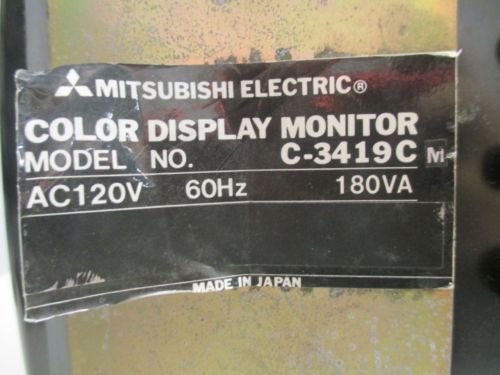 MITSUBISHI ELECTRIC®
COLOR DISPLAY MONITOR
MODEL NO. C-3419C M
AC120V 60Hz 180VA
MADE IN JAPAN